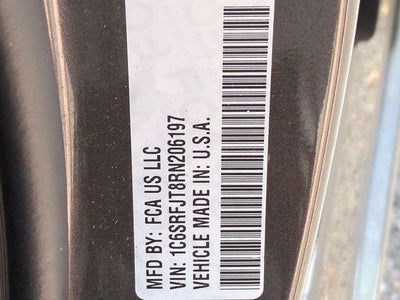 MFD BY: FCA US LLC
VIN: 1C6SRFJT8RN206197
VEHICLE MADE IN: U.S.A.